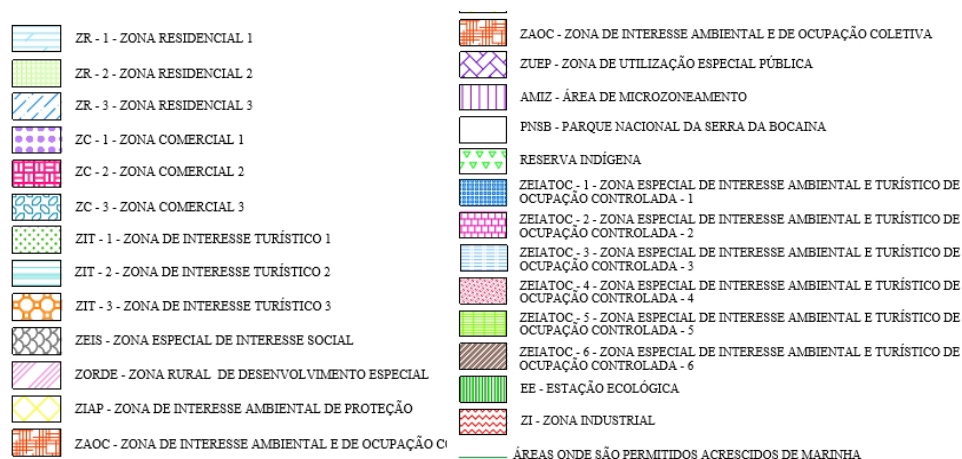 ZR - 1 - ZONA RESIDENCIAL 1
ZR - 2 - ZONA RESIDENCIAL 2
ZR - 3 - ZONA RESIDENCIAL 3
ZC - 1 - ZONA COMERCIAL 1
ZC - 2 - ZONA COMERCIAL 2
ZC - 3 - ZONA COMERCIAL 3
ZIT - 1 - ZONA DE INTERESSE TURÍSTICO 1
ZIT - 2 - ZONA DE INTERESSE TURÍSTICO 2
ZIT - 3 - ZONA DE INTERESSE TURÍSTICO 3
ZEIS - ZONA ESPECIAL DE INTERESSE SOCIAL
ZORDE - ZONA RURAL DE DESENVOLVIMENTO ESPECIAL
ZIAP - ZONA DE INTERESSE AMBIENTAL DE PROTEÇÃO
ZAOC - ZONA DE INTERESSE AMBIENTAL E DE OCUPAÇÃO
ZAOC - ZONA DE INTERESSE AMBIENTAL E DE OCUPAÇÃO COLETIVA
ZUEP - ZONA DE UTILIZAÇÃO ESPECIAL PÚBLICA
AMIZ - ÁREA DE MICROZONEAMENTO
PNSB - PARQUE NACIONAL DA SERRA DA BOCAINA
RESERVA INDÍGENA
ZEIATOC - 1 - ZONA ESPECIAL DE INTERESSE AMBIENTAL E TURÍSTICO DE
OCUPAÇÃO CONTROLADA - 1
ZEIATOC - 2 - ZONA ESPECIAL DE INTERESSE AMBIENTAL E TURÍSTICO DE
OCUPAÇÃO CONTROLADA - 2
ZEIATOC - 3 - ZONA ESPECIAL DE INTERESSE AMBIENTAL E TURÍSTICO DE
OCUPAÇÃO CONTROLADA - 3
ZEIATOC - 4 - ZONA ESPECIAL DE INTERESSE AMBIENTAL E TURÍSTICO DE
OCUPAÇÃO CONTROLADA - 4
ZEIATOC - 5 - ZONA ESPECIAL DE INTERESSE AMBIENTAL E TURÍSTICO DE
OCUPAÇÃO CONTROLADA - 5
ZEIATOC - 6 - ZONA ESPECIAL DE INTERESSE AMBIENTAL E TURÍSTICO DE
OCUPAÇÃO CONTROLADA - 6
EE - ESTAÇÃO ECOLÓGICA
ZI - ZONA INDUSTRIAL
ÁREAS ONDE SÃO PERMITIDOS ACRESCIDOS DE MARINHA